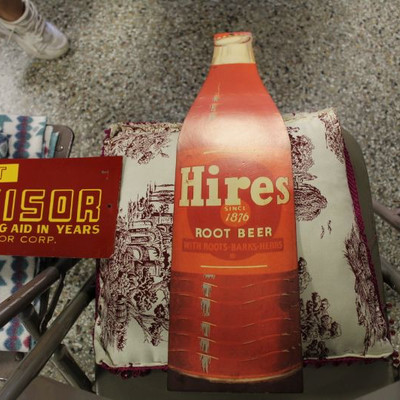 T
ISOR
G AID IN YEARS
OR CORP.
Hires
SINCE
1876
ROOT BEER
WITH ROOTS-BARKS-HERBS